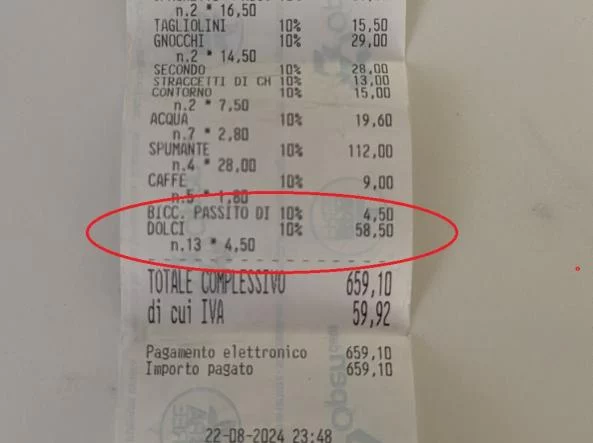 n.2 * 16,50
TAGLIOLINI 10% 15,50
GNOCCHI 10% 29,00
n.2 * 14,50
SECONDO 10% 28,00
STRACCETTI DI CH 10% 13,00
CONTORNO 10% 15,00
n.2 * 7,50
ACQUA 10% 19,60
n.7 * 2,80
SPUMANTE 10% 112,00
n.4 * 28,00
CAFFE 10% 9,00
n.5 * 1,80
BICC. PASSITO DI 10% 4,50
DOLCI 10% 58,50
n.13 * 4,50
TOTALE COMPLESSIVO 659,10
di cui IVA 59,92
Pagamento elettronico 659,10
Importo pagato 659,10
22-08-2024 23:48